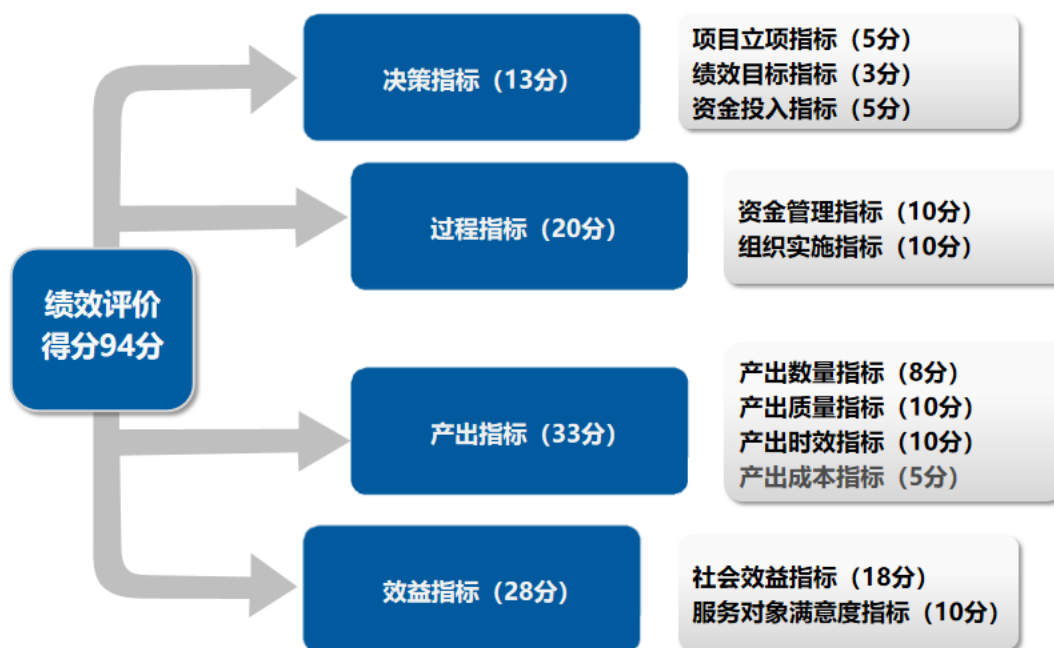 决策指标（13分）
项目立项指标（5分）
绩效目标指标（3分）
资金投入指标（5分）
过程指标（20分）
资金管理指标（10分）
组织实施指标（10分）
绩效评价
得分94分
产出指标（33分）
产出数量指标（8分）
产出质量指标（10分）
产出时效指标（10分）
产出成本指标（5分）
效益指标（28分）
社会效益指标（18分）
服务对象满意度指标（10分）